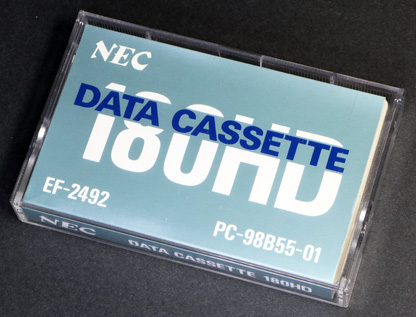 NEC
180HD
DATA CASSETTE
EF-2492
PC-98B55-01
NEC DATA CASSETTE 180HD